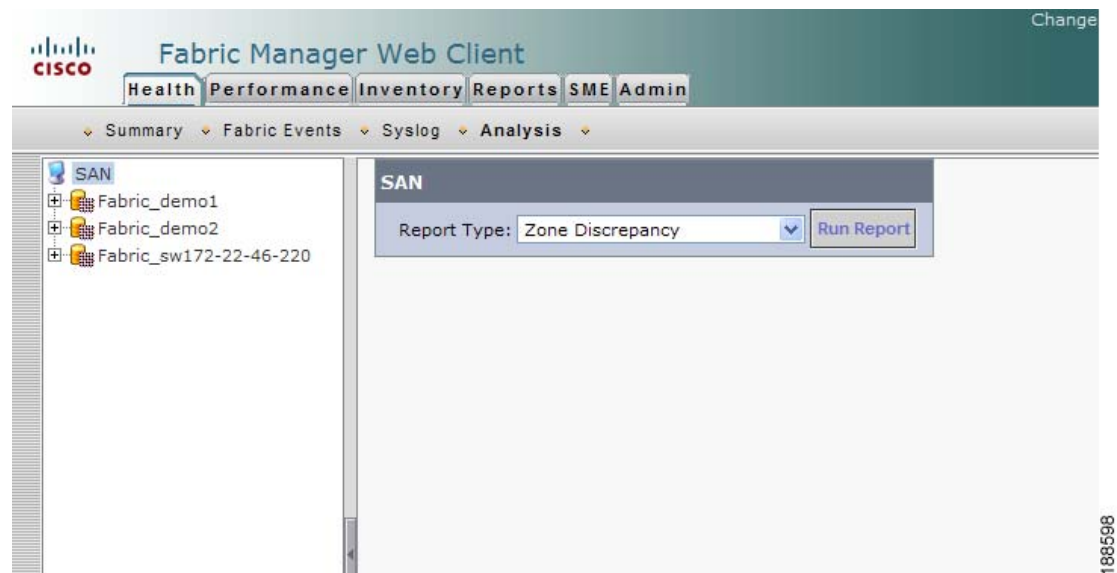 Change
CISCO
Fabric Manager Web Client
Health Performance Inventory Reports SME Admin
Summary Fabric Events Syslog Analysis
SAN
Fabric_demo1
Fabric_demo2
Fabric_sw172-22-46-220
SAN
Report Type: Zone Discrepancy Run Report
188598